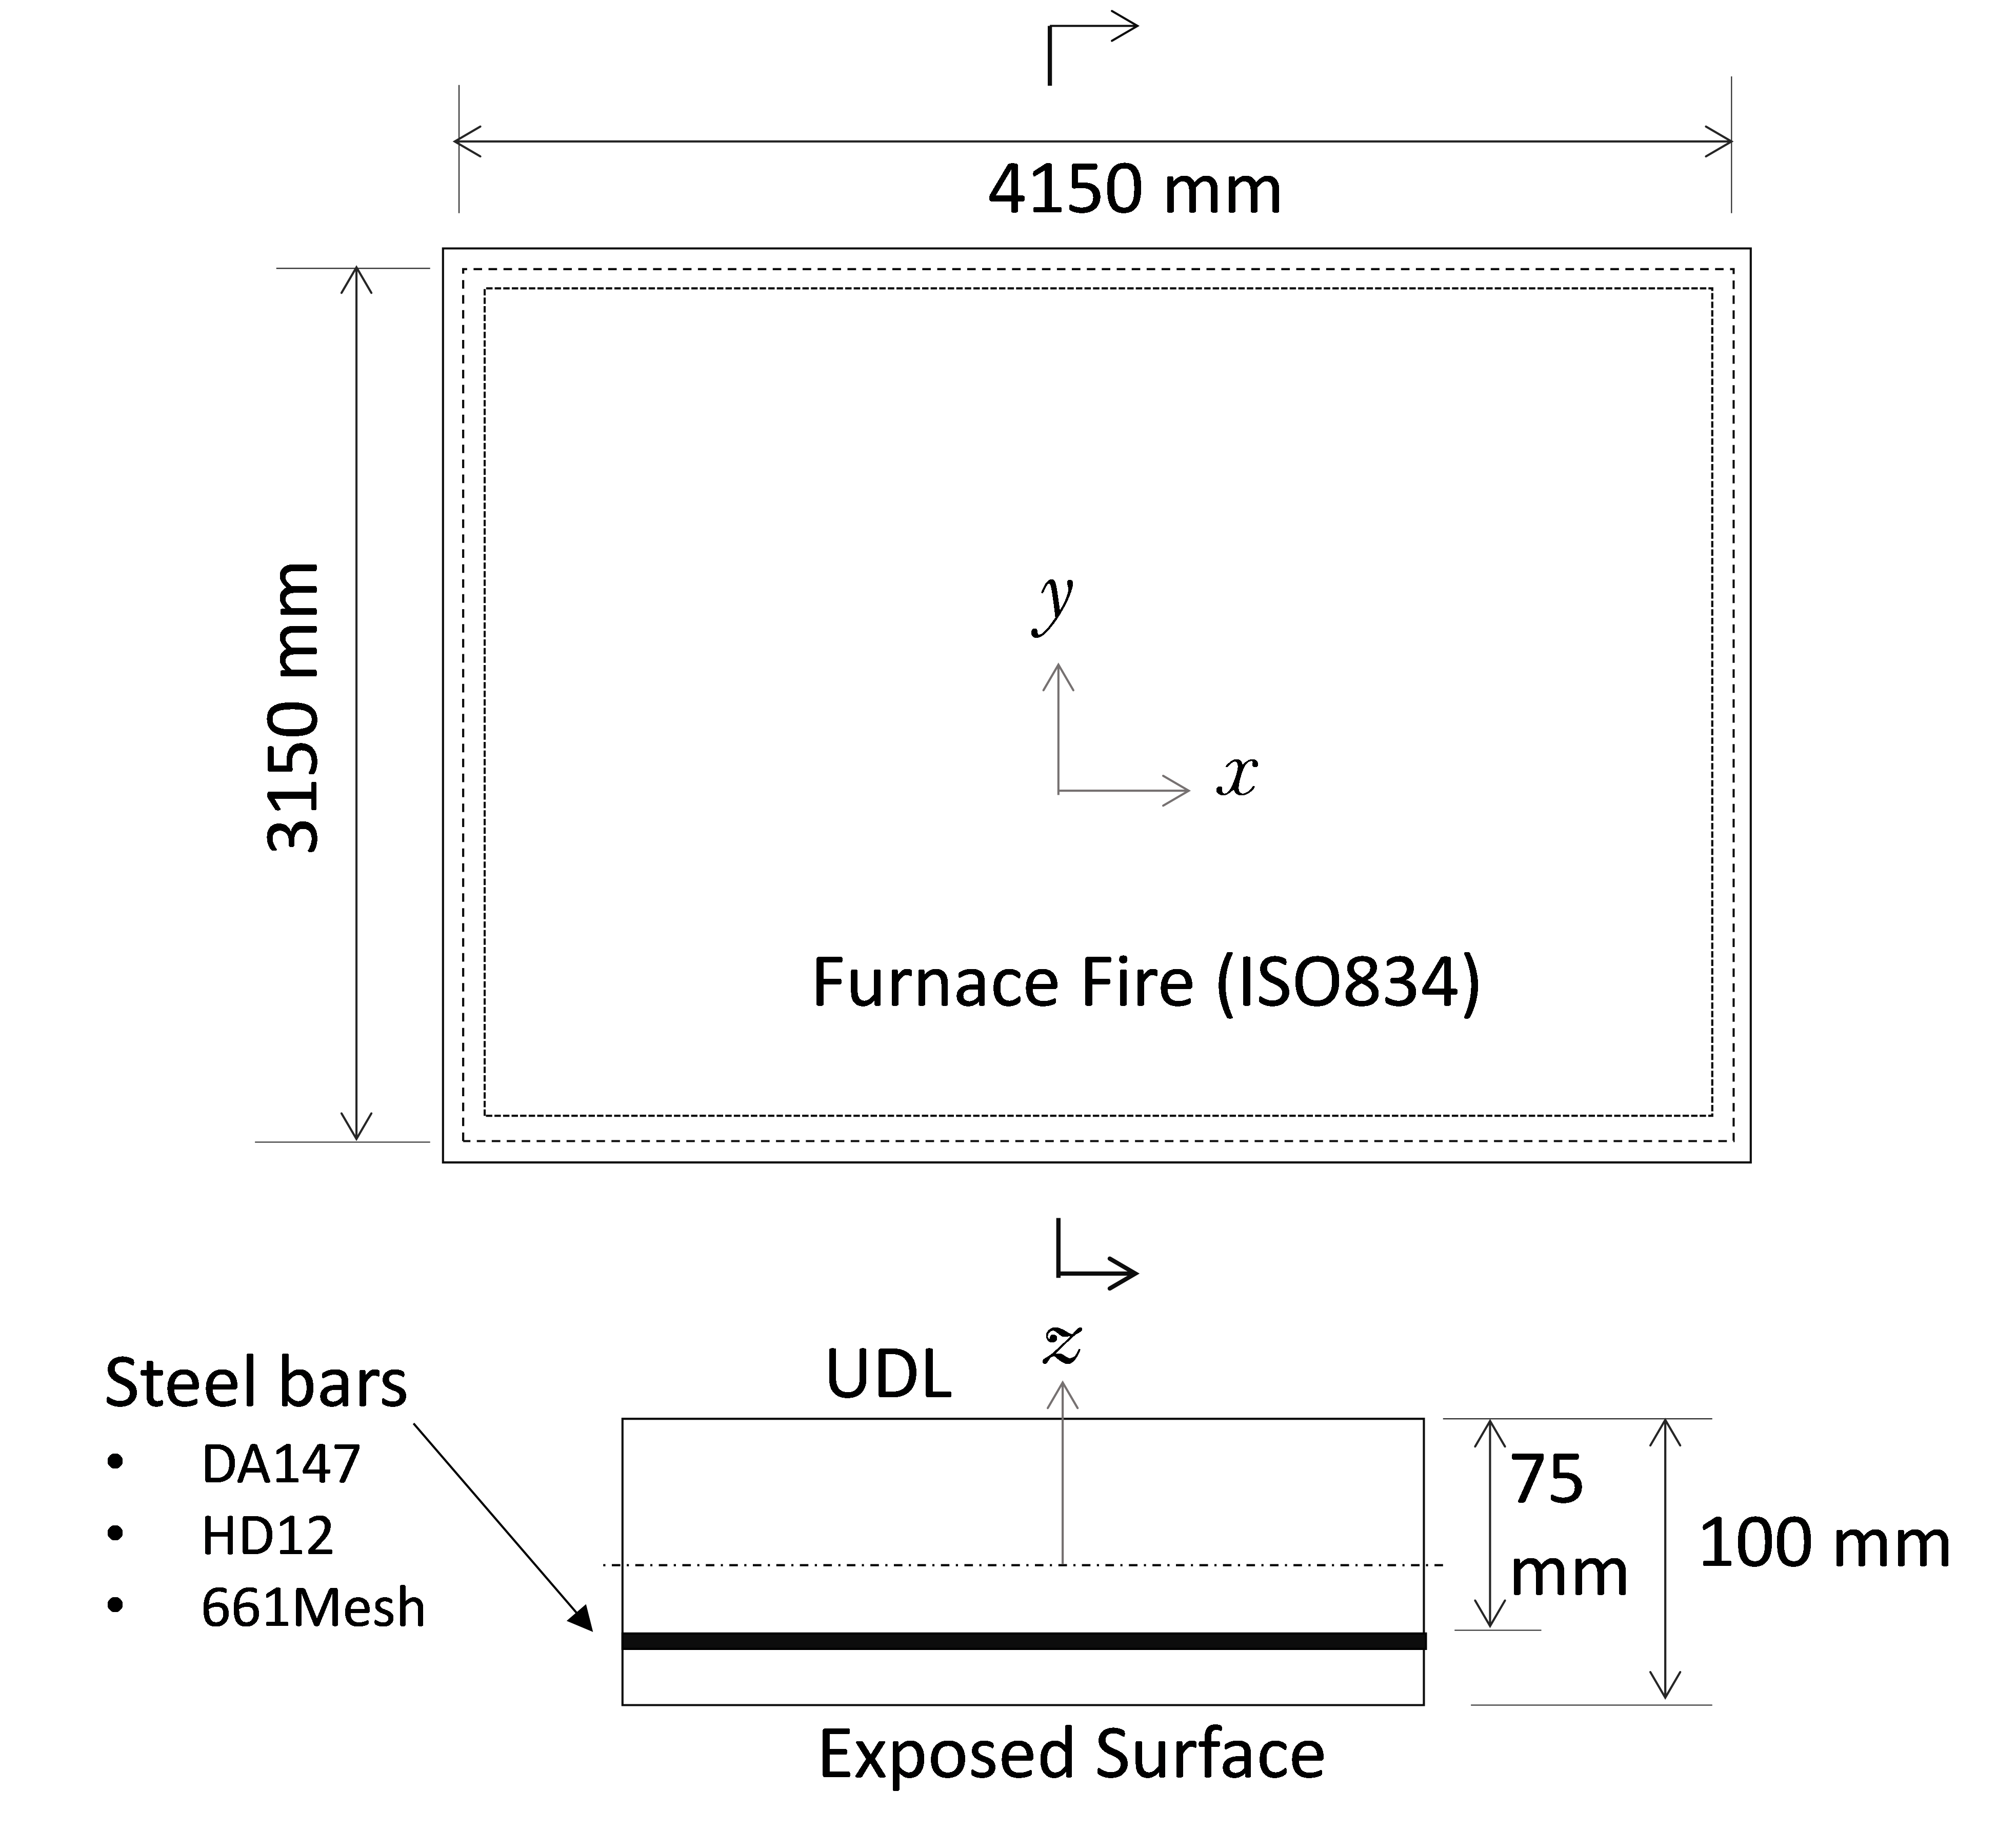 4150 mm
3150 mm
y
x
Furnace Fire (ISO834)
z
UDL
Steel bars
• DA147
• HD12
• 661Mesh
75
mm
100 mm
Exposed Surface